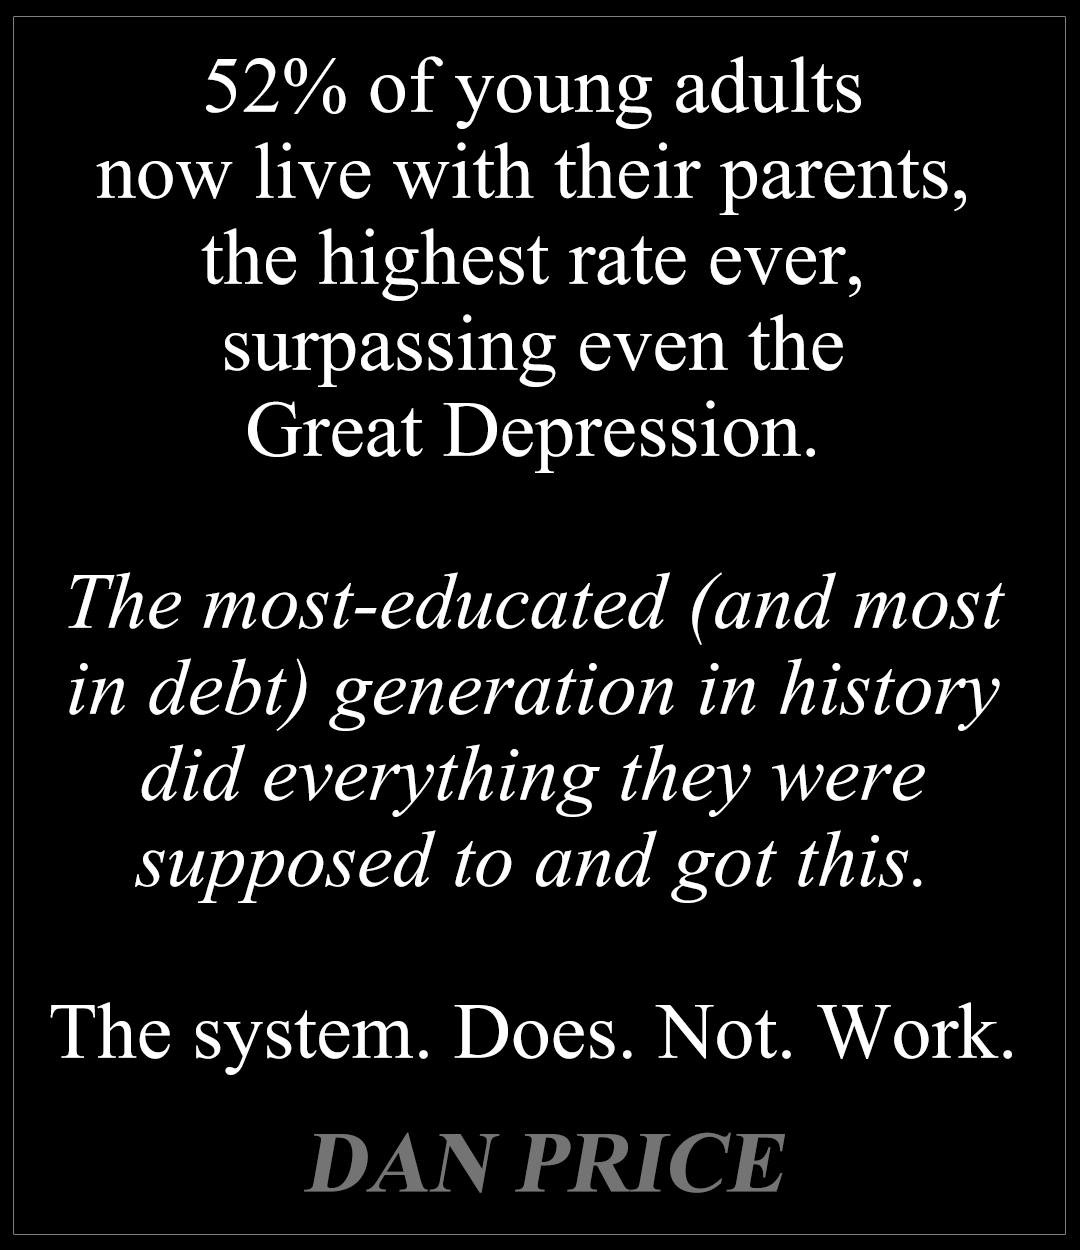 52% of young adults
now live with their parents,
the highest rate ever,
surpassing even the
Great Depression.
The most-educated (and most
in debt) generation in history
did everything they were
supposed to and got this.
The system. Does. Not. Work.
DAN PRICE